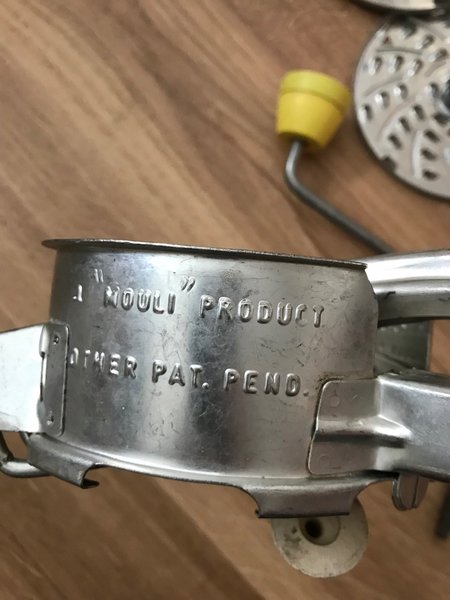 A "MOULI" PRODUCT
OTHER PAT. PEND.